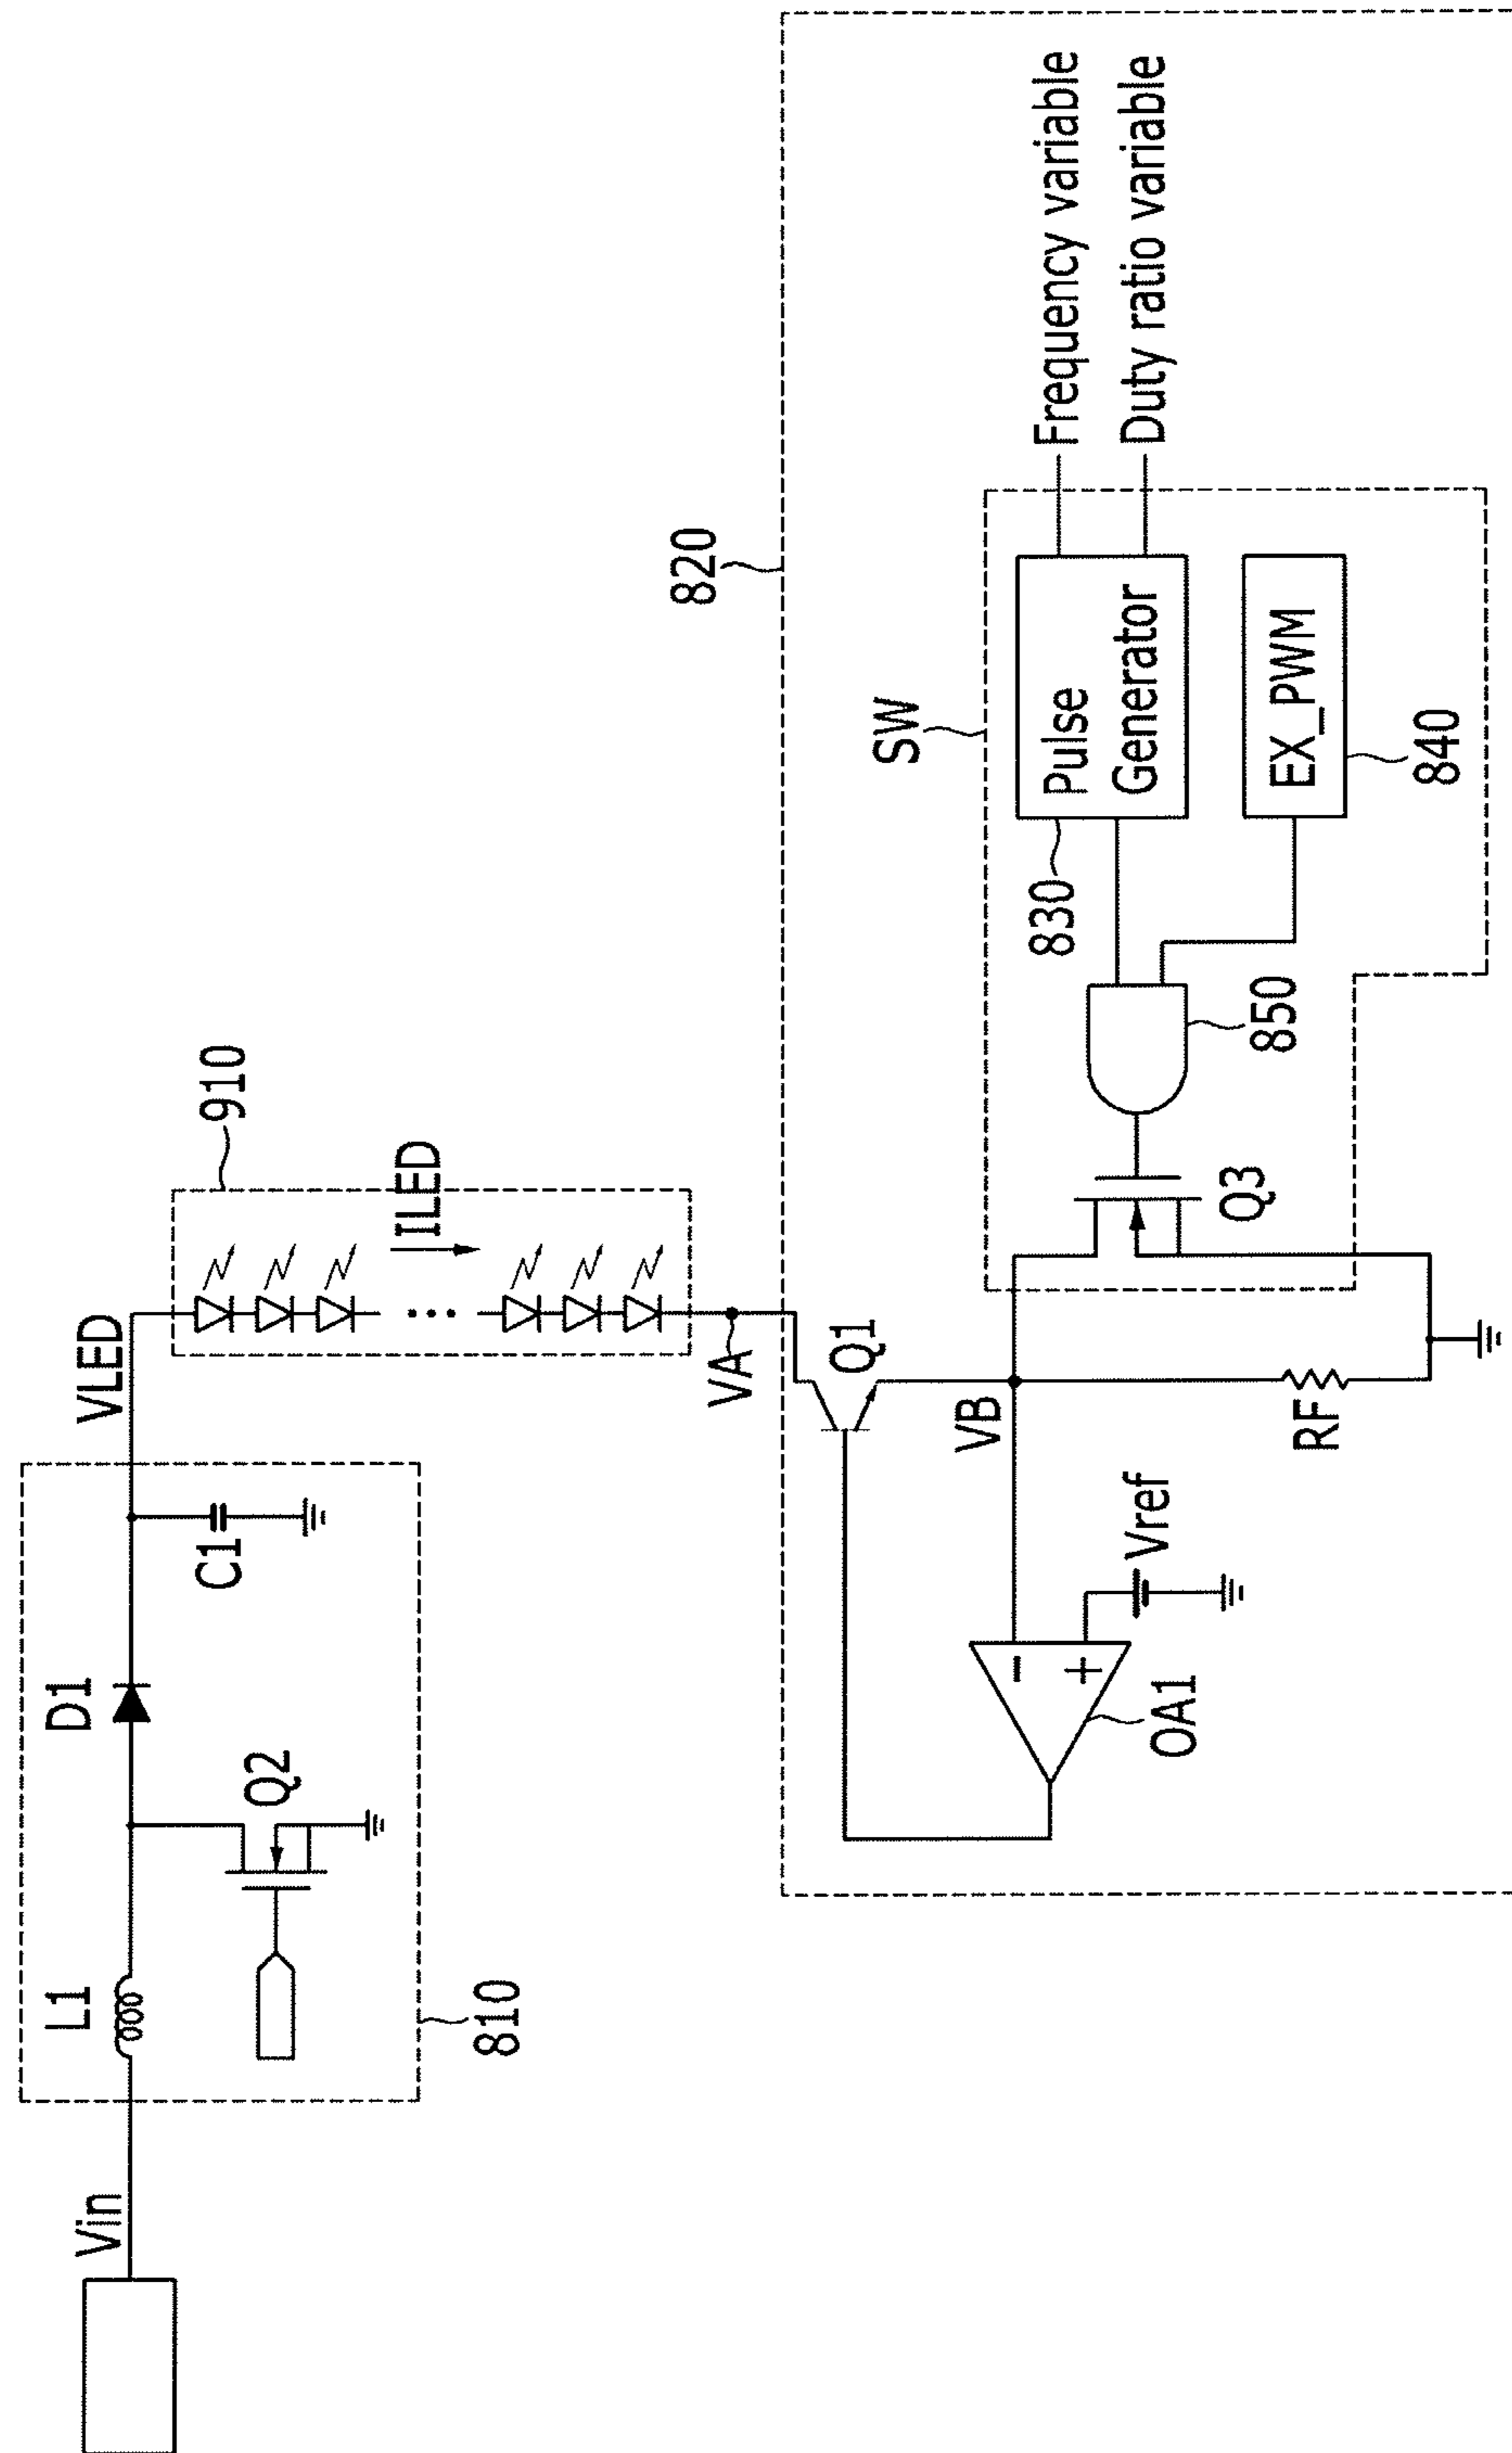 Vin
L1
D1
VLED
C1
Q2
810
910
ILED
VA
820
Q1
VB
RF
Vref
-
+
OA1
SW
Q3
850
830
Pulse
Generator
EX_PWM
840
Frequency variable
Duty ratio variable